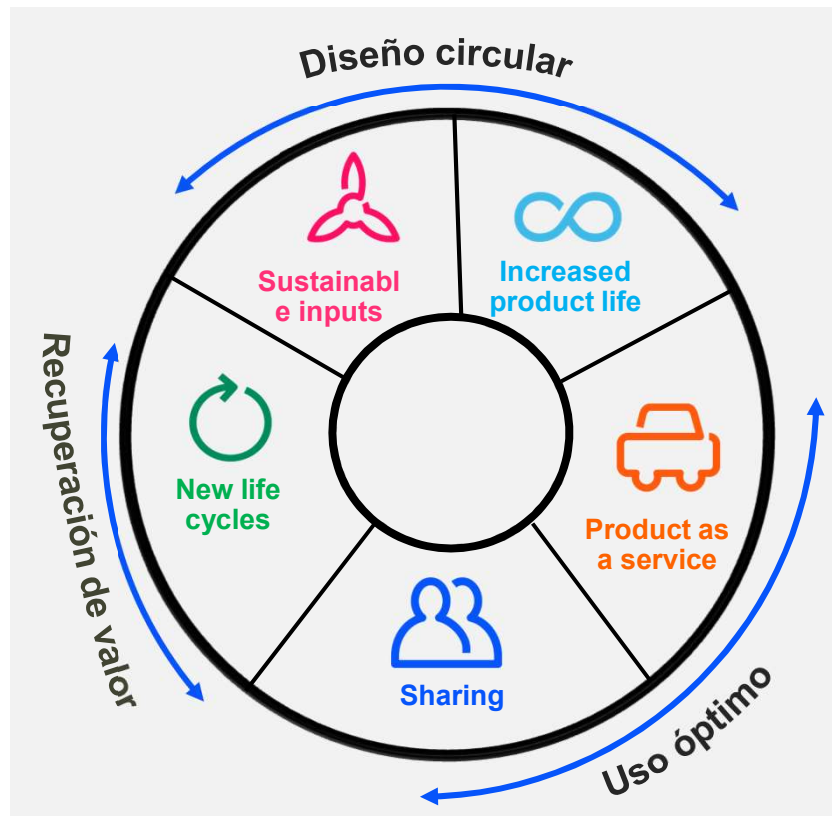 Diseño circular
Sustainabl
e inputs
Increased
product life
Recuperación de valor
New life
cycles
Product as
a service
Sharing
Uso óptimo